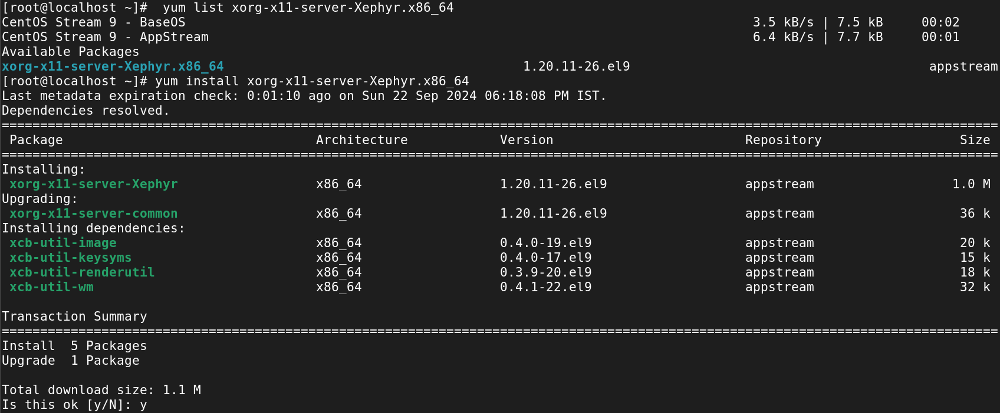 [root@localhost ~]#  yum list xorg-x11-server-Xephyr.x86_64
CentOS Stream 9 - BaseOS 3.5 kB/s | 7.5 kB 00:02
CentOS Stream 9 - AppStream 6.4 kB/s | 7.7 kB 00:01
Available Packages
xorg-x11-server-Xephyr.x86_64 1.20.11-26.el9 appstream
[root@localhost ~]# yum install xorg-x11-server-Xephyr.x86_64
Last metadata expiration check: 0:01:10 ago on Sun 22 Sep 2024 06:18:08 PM IST.
Dependencies resolved.
==================================================================================================================================
Package Architecture Version Repository Size
==================================================================================================================================
Installing:
xorg-x11-server-Xephyr x86_64 1.20.11-26.el9 appstream 1.0 M
Upgrading:
xorg-x11-server-common x86_64 1.20.11-26.el9 appstream 36 k
Installing dependencies:
xcb-util-image x86_64 0.4.0-19.el9 appstream 20 k
xcb-util-keysyms x86_64 0.4.0-17.el9 appstream 15 k
xcb-util-renderutil x86_64 0.3.9-20.el9 appstream 18 k
xcb-util-wm x86_64 0.4.1-22.el9 appstream 32 k
Transaction Summary
==================================================================================================================================
Install  5 Packages
Upgrade  1 Package
Total download size: 1.1 M
Is this ok [y/N]: y